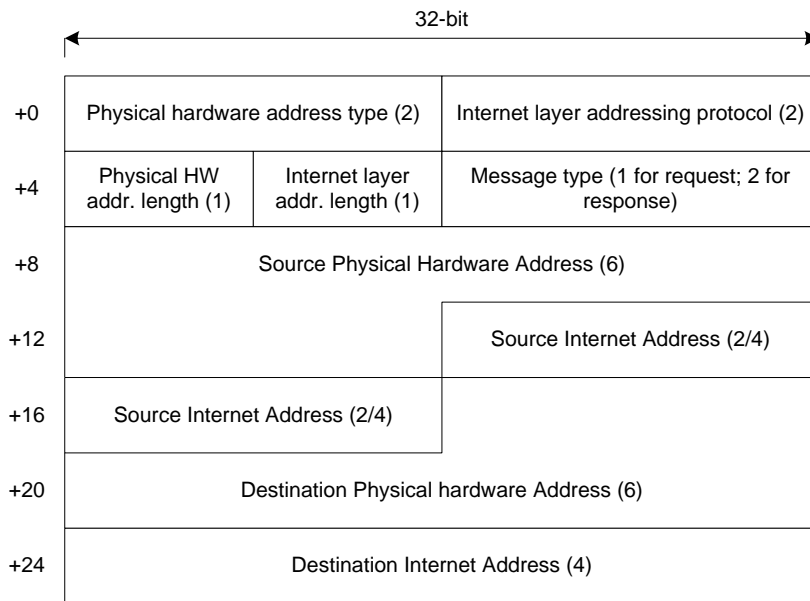 32-bit
+0
Physical hardware address type (2)
Internet layer addressing protocol (2)
+4
Physical HW
addr. length (1)
Internet layer
addr. length (1)
Message type (1 for request; 2 for
response)
+8
Source Physical Hardware Address (6)
+12
Source Internet Address (2/4)
+16
Source Internet Address (2/4)
+20
Destination Physical hardware Address (6)
+24
Destination Internet Address (4)